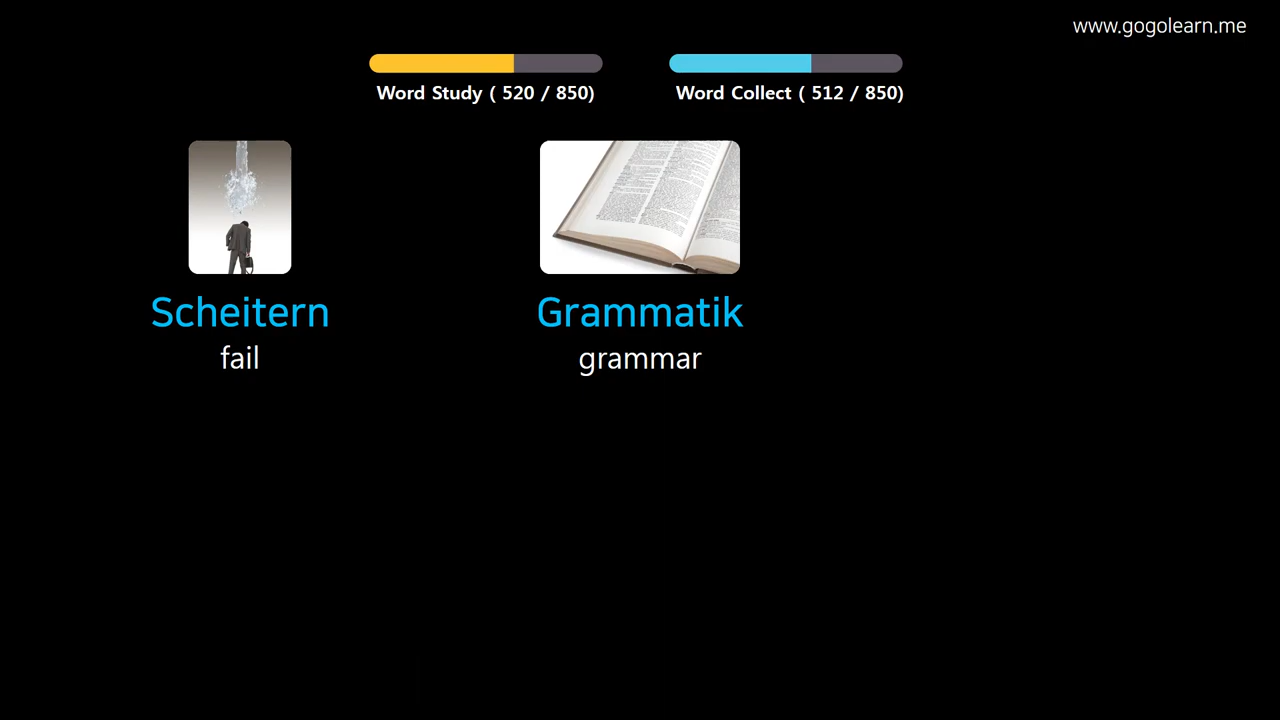 www.gogolearn.me
Word Study ( 520 / 850)
Word Collect ( 512 / 850)
Scheitern
fail
Grammatik
grammar